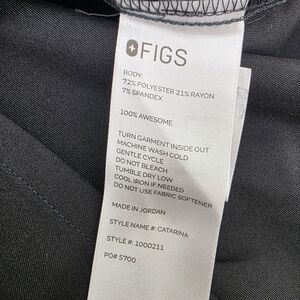 FIGS
BODY:
72% POLYESTER 21% RAYON
7% SPANDEX
100% AWESOME
TURN GARMENT INSIDE OUT
MACHINE WASH COLD
GENTLE CYCLE
DO NOT BLEACH
TUMBLE DRY LOW
COOL IRON IF NEEDED
DO NOT USE FABRIC SOFTENER
MADE IN JORDAN
STYLE NAME #: CATARINA
STYLE #: 1000211
PO# 5700